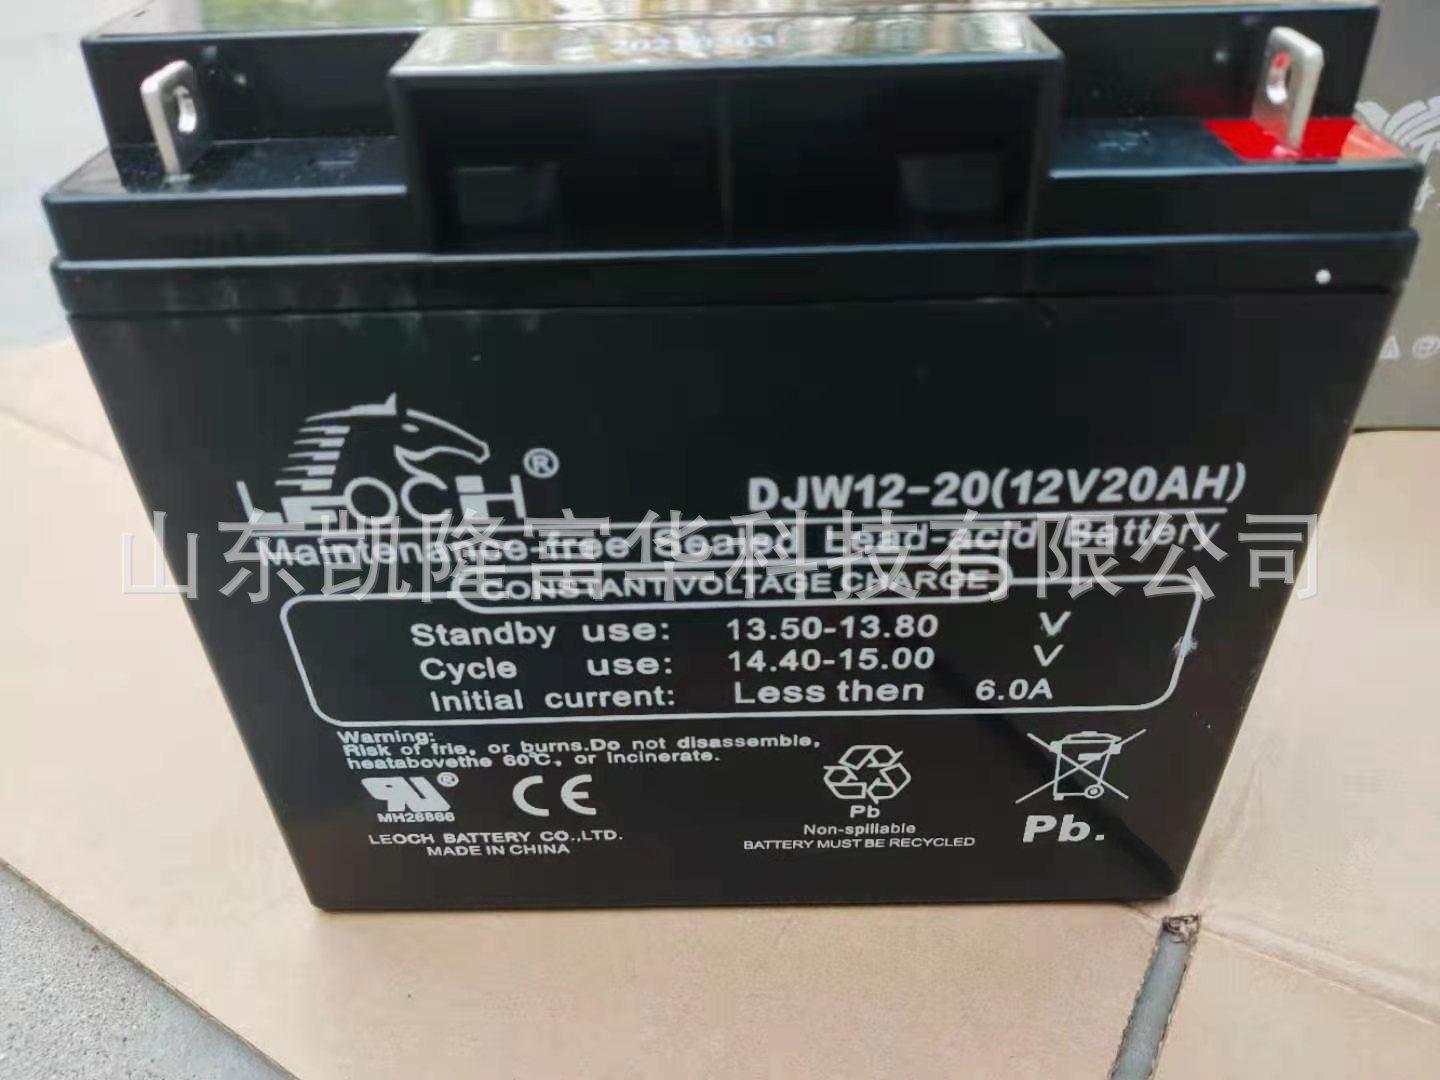 LEOCH®
DJW12-20(12V20AH)
Maintenance-free Sealed Lead-acid Battery
山东凯隆富华科技有限公司
CONSTANT VOLTAGE CHARGE
Standby use: 13.50-13.80 V
Cycle use: 14.40-15.00 V
Initial current: Less then 6.0A
Warning:
Risk of frie, or burns.Do not disassemble,
heatabovethe 60℃, or incinerate.
®
MH28866
CE
LEOCH BATTERY CO.,LTD.
MADE IN CHINA
Pb
Non-spillable
BATTERY MUST BE RECYCLED
Pb.